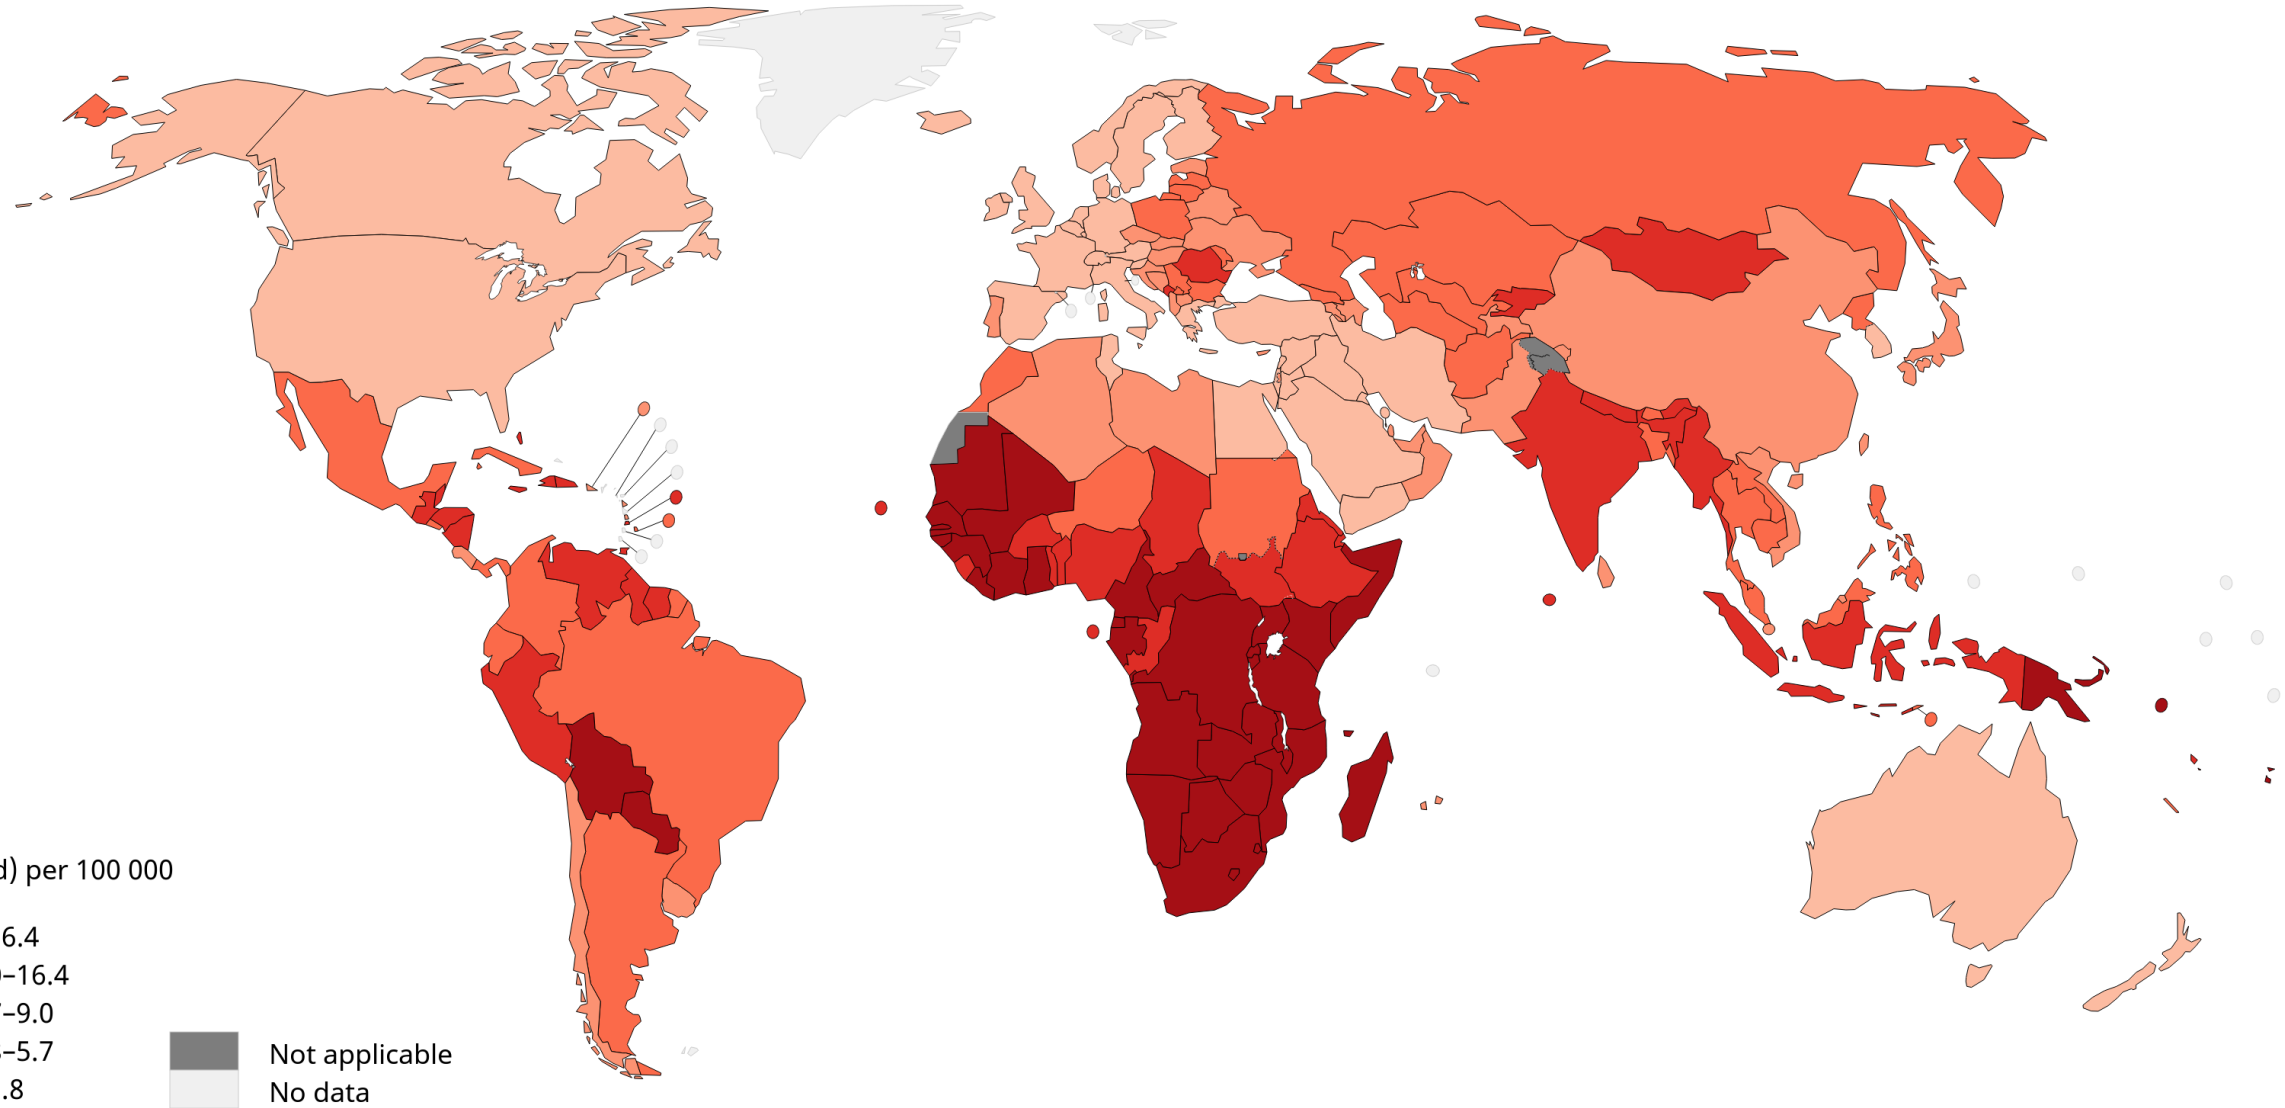 d) per 100 000
6.4
–16.4
–9.0
–5.7
.8
Not applicable
No data